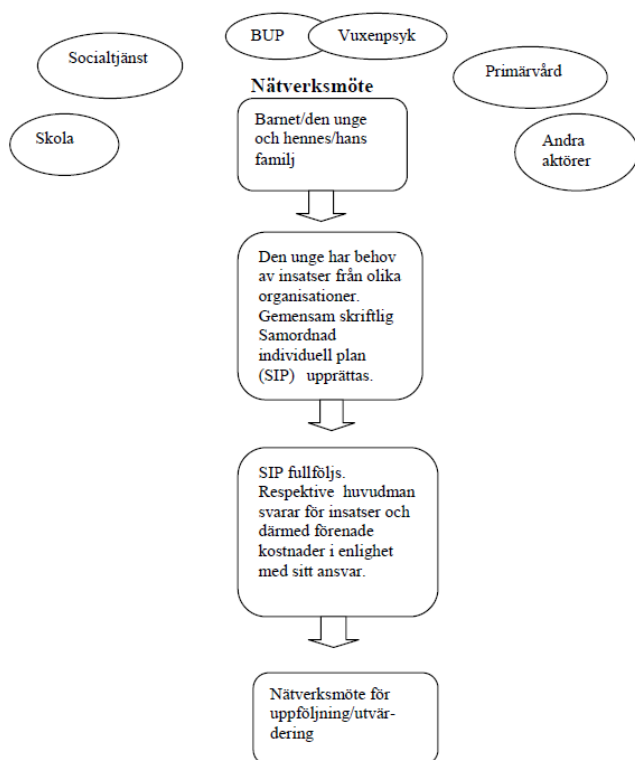 BUP
Vuxenpsyk
Socialtjänst
Primärvård
Nätverksmöte
Skola
Andra
aktörer
Barnet/den unge
och hennes/hans
familj
Den unge har behov
av insatser från olika
organisationer.
Gemensam skriftlig
Samordnad
individuell plan
(SIP) upprättas.
SIP fullföljs.
Respektive huvudman
svarar för insatser och
därmed förenade
kostnader i enlighet
med sitt ansvar.
Nätverksmöte för
uppföljning/utvär-
dering